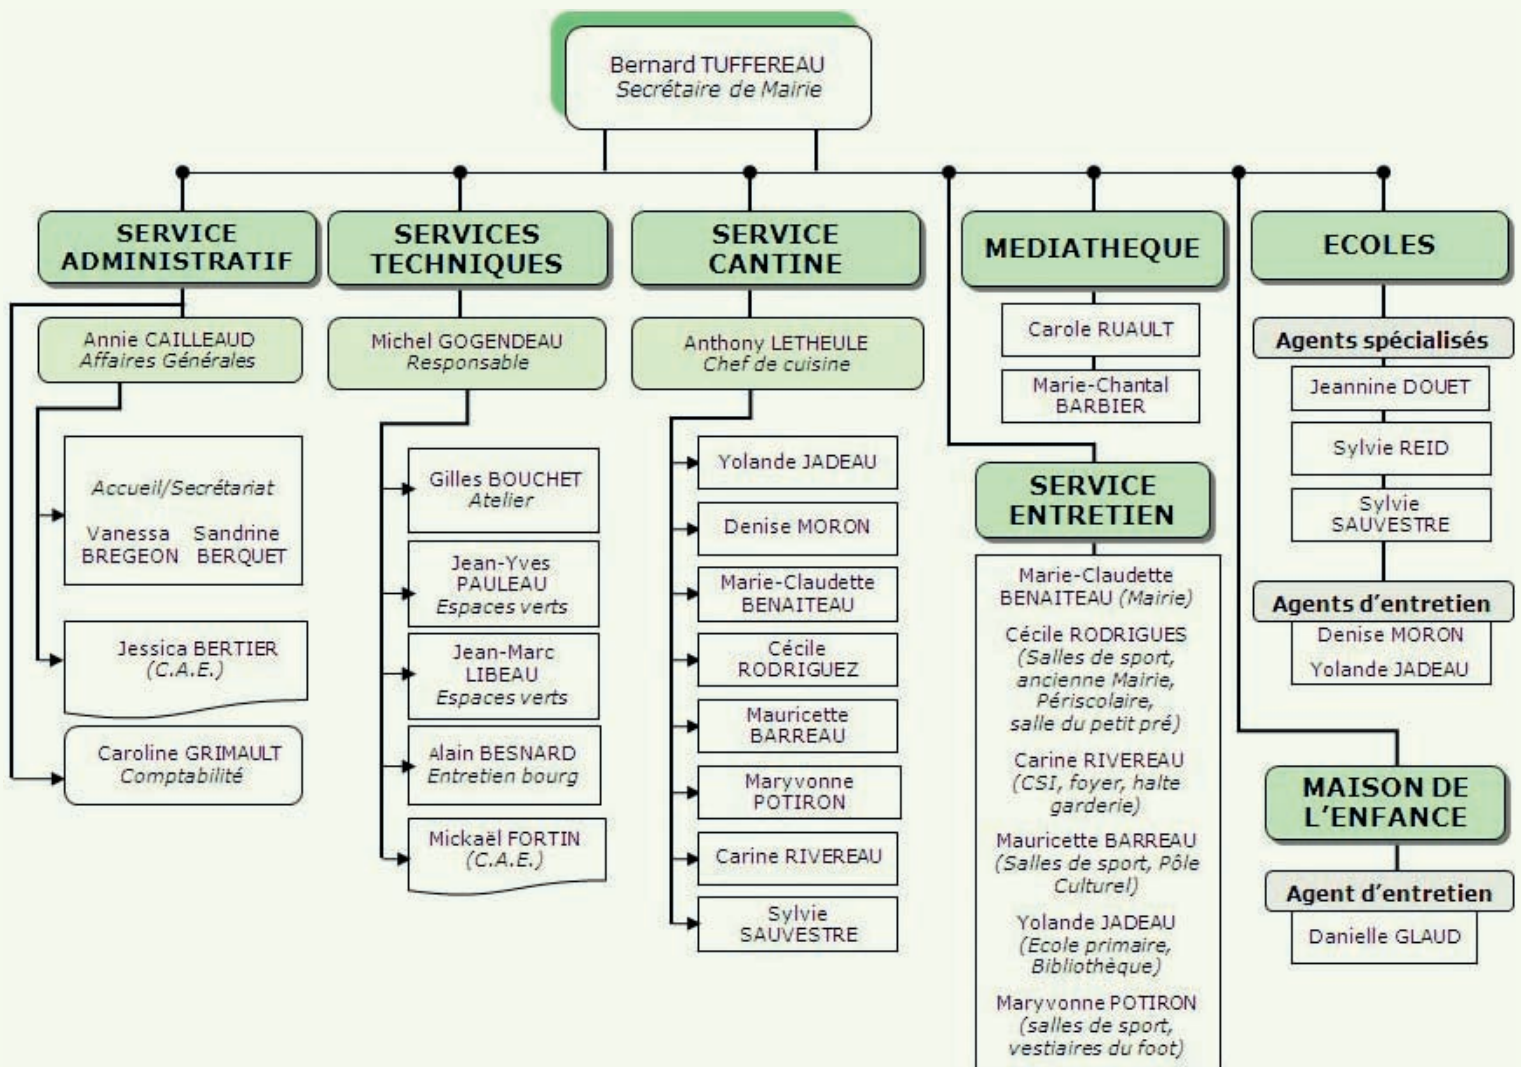 Bernard TUFFEREAU
Secrétaire de Mairie
SERVICE
ADMINISTRATIF
Annie CAILLEAUD
Affaires Générales
Accueil/Secrétariat
Vanessa Sandrine
BREGEON BERQUET
Jessica BERTIER
(C.A.E.)
Caroline GRIMAULT
Comptabilité
SERVICES
TECHNIQUES
Michel GOGENDEAU
Responsable
Gilles BOUCHET
Atelier
Jean-Yves
PAULEAU
Espaces verts
Jean-Marc
LIBEAU
Espaces verts
Alain BESNARD
Entretien bourg
Mickaël FORTIN
(C.A.E.)
SERVICE
CANTINE
Anthony LETHEULE
Chef de cuisine
Yolande JADEAU
Denise MORON
Marie-Claudette
BENAITEAU
Cécile
RODRIGUEZ
Mauricette
BARREAU
Maryvonne
POTIRON
Carine RIVEREAU
Sylvie
SAUVESTRE
MEDIATHEQUE
Carole RUAULT
Marie-Chantal
BARBIER
SERVICE
ENTRETIEN
Marie-Claudette
BENAITEAU (Mairie)
Cécile RODRIGUES
(Salles de sport,
ancienne Mairie,
Périscolaire,
salle du petit pré)
Carine RIVEREAU
(CSI, foyer, halte
garderie)
Mauricette BARREAU
(Salles de sport, Pôle
Culturel)
Yolande JADEAU
(Ecole primaire,
Bibliothèque)
Maryvonne POTIRON
(salles de sport,
vestiaires du foot)
ECOLES
Agents spécialisés
Jeannine DOUET
Sylvie REID
Sylvie
SAUVESTRE
Agents d'entretien
Denise MORON
Yolande JADEAU
MAISON DE
L'ENFANCE
Agent d'entretien
Danielle GLAUD